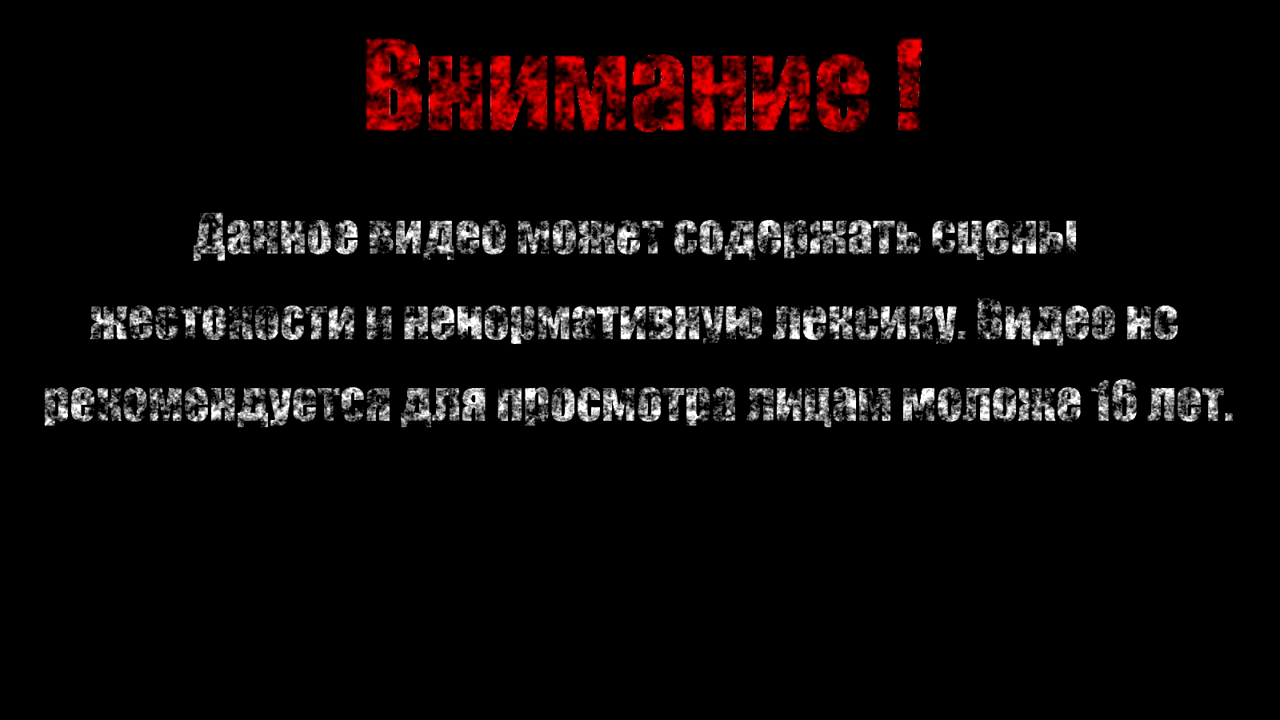 Внимание !
Данное видео может содержать сцены
жестокости и ненормативную лексику. Видео не
рекомендуется для просмотра лицам моложе 16 лет.